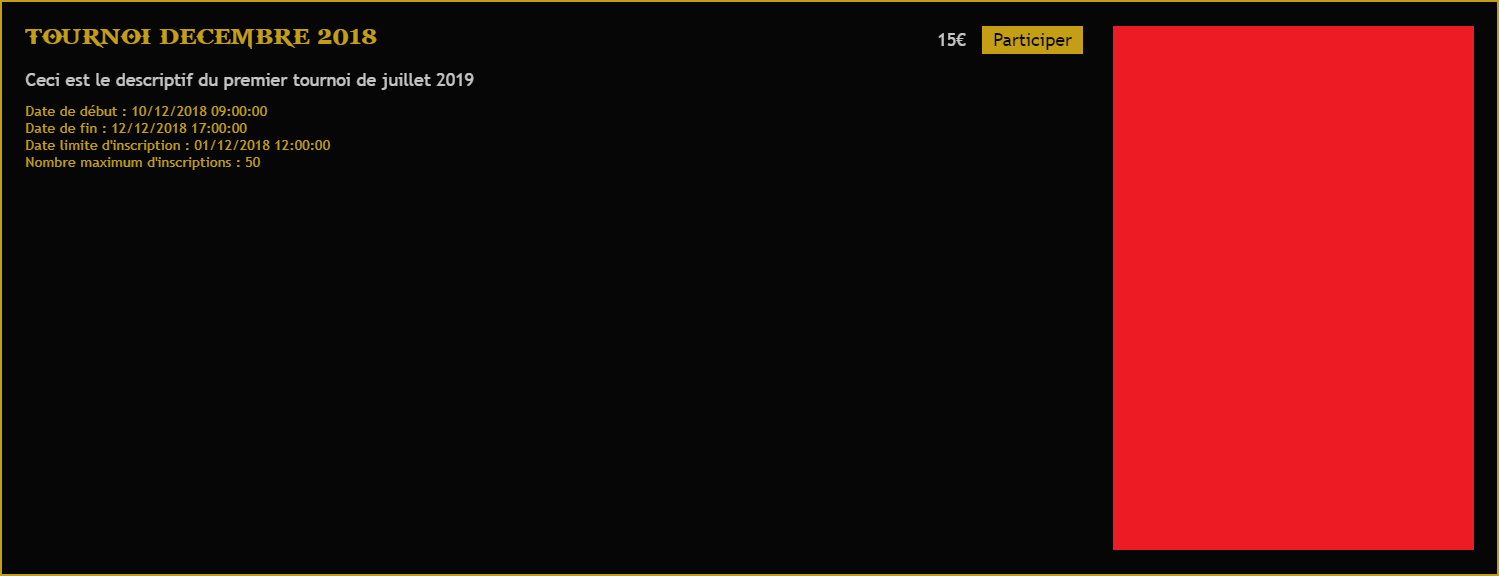 TOURNOI DECEMBRE 2018
15€ Participer
Ceci est le descriptif du premier tournoi de juillet 2019
Date de début : 10/12/2018 09:00:00
Date de fin : 12/12/2018 17:00:00
Date limite d'inscription : 01/12/2018 12:00:00
Nombre maximum d'inscriptions : 50